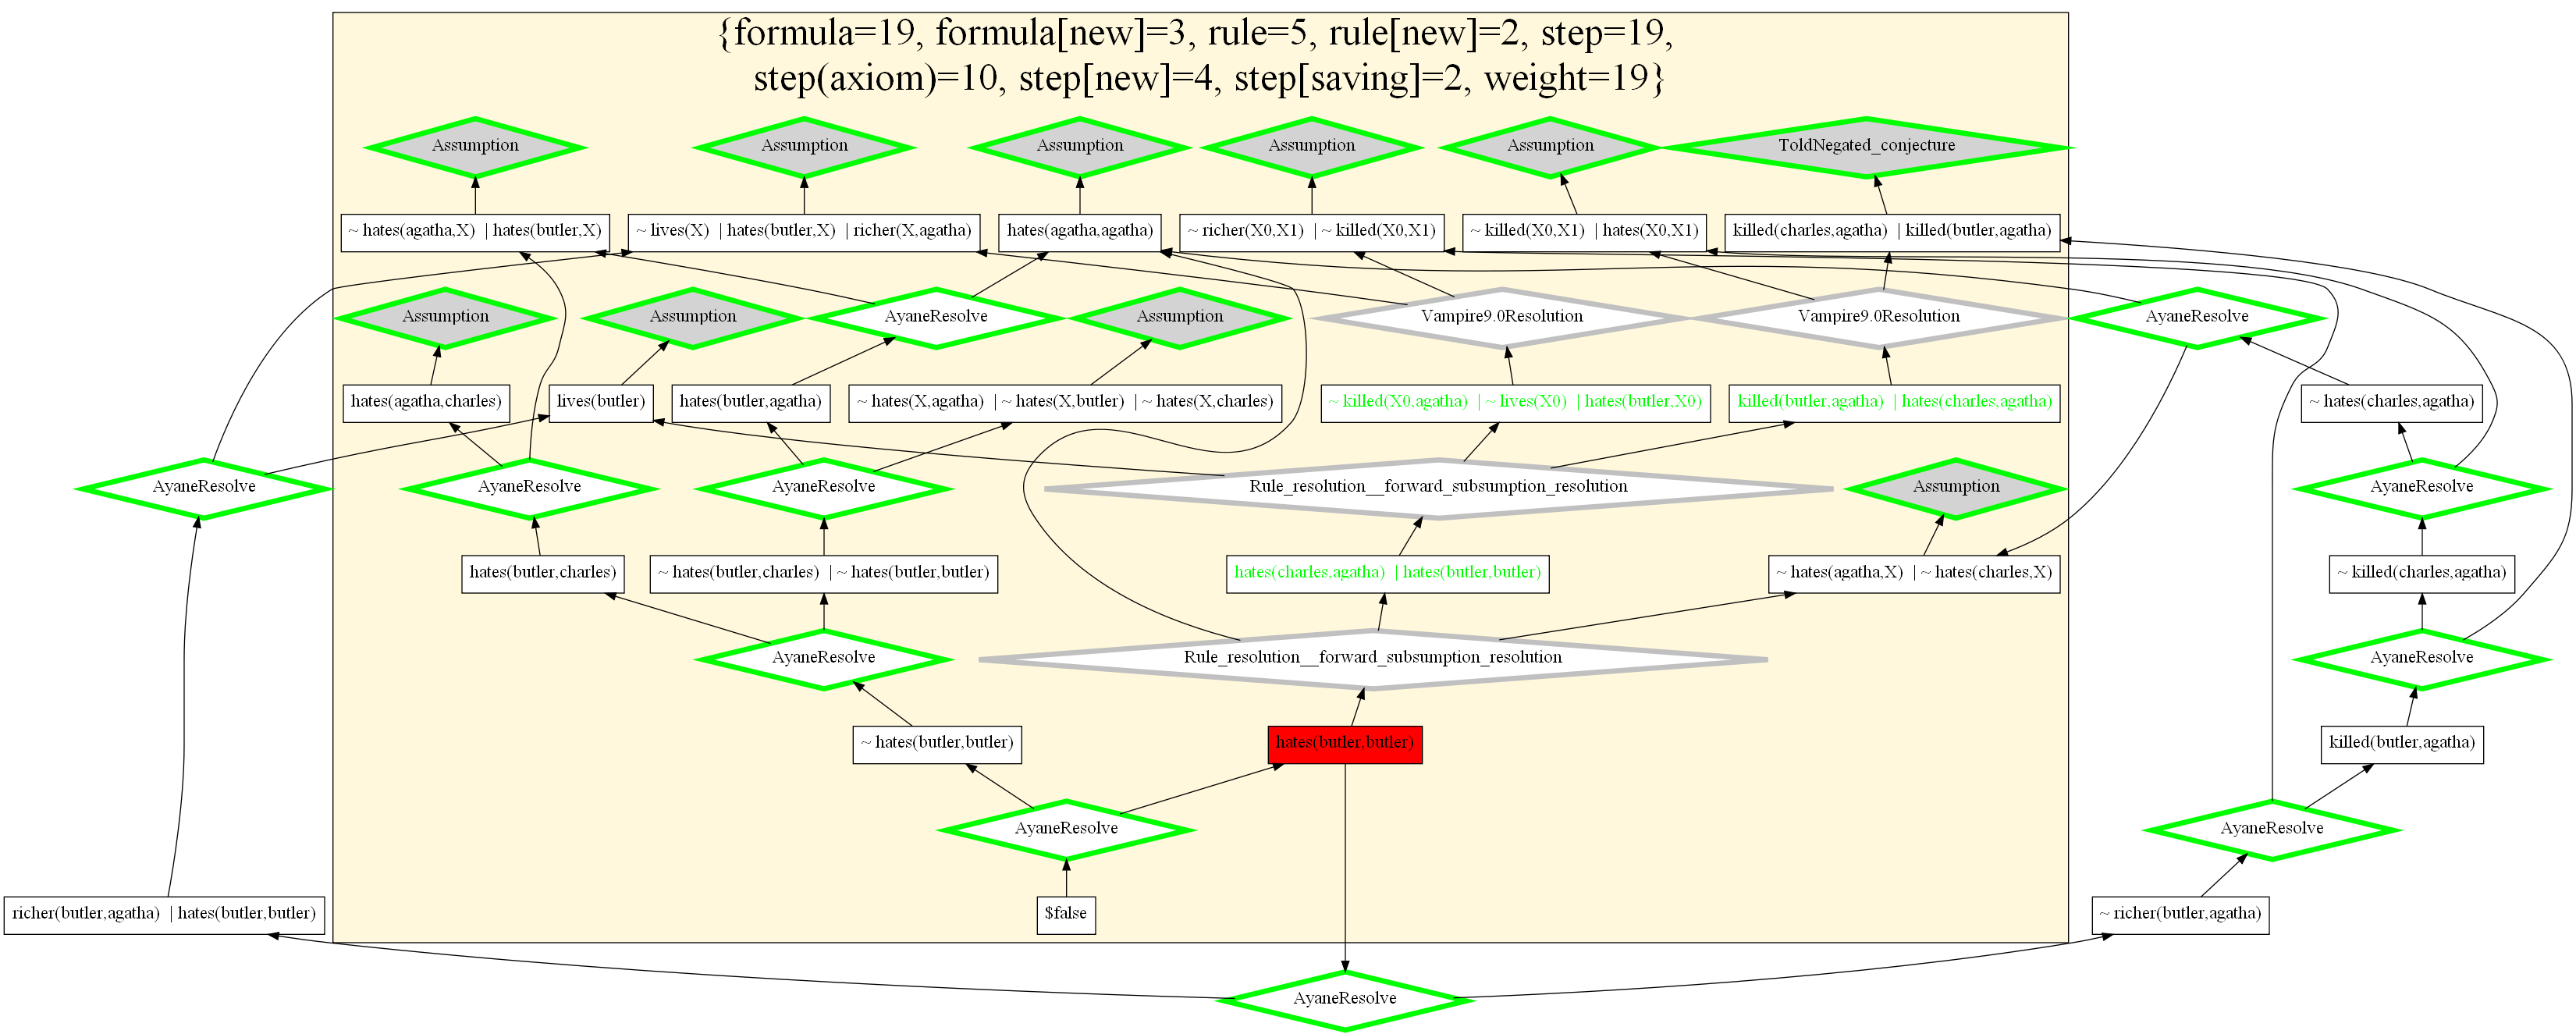 {formula=19, formula[new]=3, rule=5, rule[new]=2, step=19,
step(axiom)=10, step[new]=4, step[saving]=2, weight=19}
Assumption
Assumption
Assumption
Assumption
Assumption
ToldNegated_conjecture
~ hates(agatha,X) | hates(butler,X)
~ lives(X) | hates(butler,X) | richer(X,agatha)
hates(agatha,agatha)
~ richer(X0,X1) | ~ killed(X0,X1)
~ killed(X0,X1) | hates(X0,X1)
killed(charles,agatha) | killed(butler,agatha)
Assumption
Assumption
AyaneResolve
Assumption
Vampire9.0Resolution
Vampire9.0Resolution
AyaneResolve
hates(agatha,charles)
lives(butler)
hates(butler,agatha)
~ hates(X,agatha) | ~ hates(X,butler) | ~ hates(X,charles)
~ killed(X0,agatha) | ~ lives(X0) | hates(butler,X0)
killed(butler,agatha) | hates(charles,agatha)
~ hates(charles,agatha)
AyaneResolve
AyaneResolve
AyaneResolve
Rule_resolution__forward_subsumption_resolution
Assumption
AyaneResolve
hates(butler,charles)
~ hates(butler,charles) | ~ hates(butler,butler)
hates(charles,agatha) | hates(butler,butler)
~ hates(agatha,X) | ~ hates(charles,X)
~ killed(charles,agatha)
AyaneResolve
Rule_resolution__forward_subsumption_resolution
AyaneResolve
~ hates(butler,butler)
hates(butler,butler)
killed(butler,agatha)
AyaneResolve
AyaneResolve
richer(butler,agatha) | hates(butler,butler)
$false
~ richer(butler,agatha)
AyaneResolve